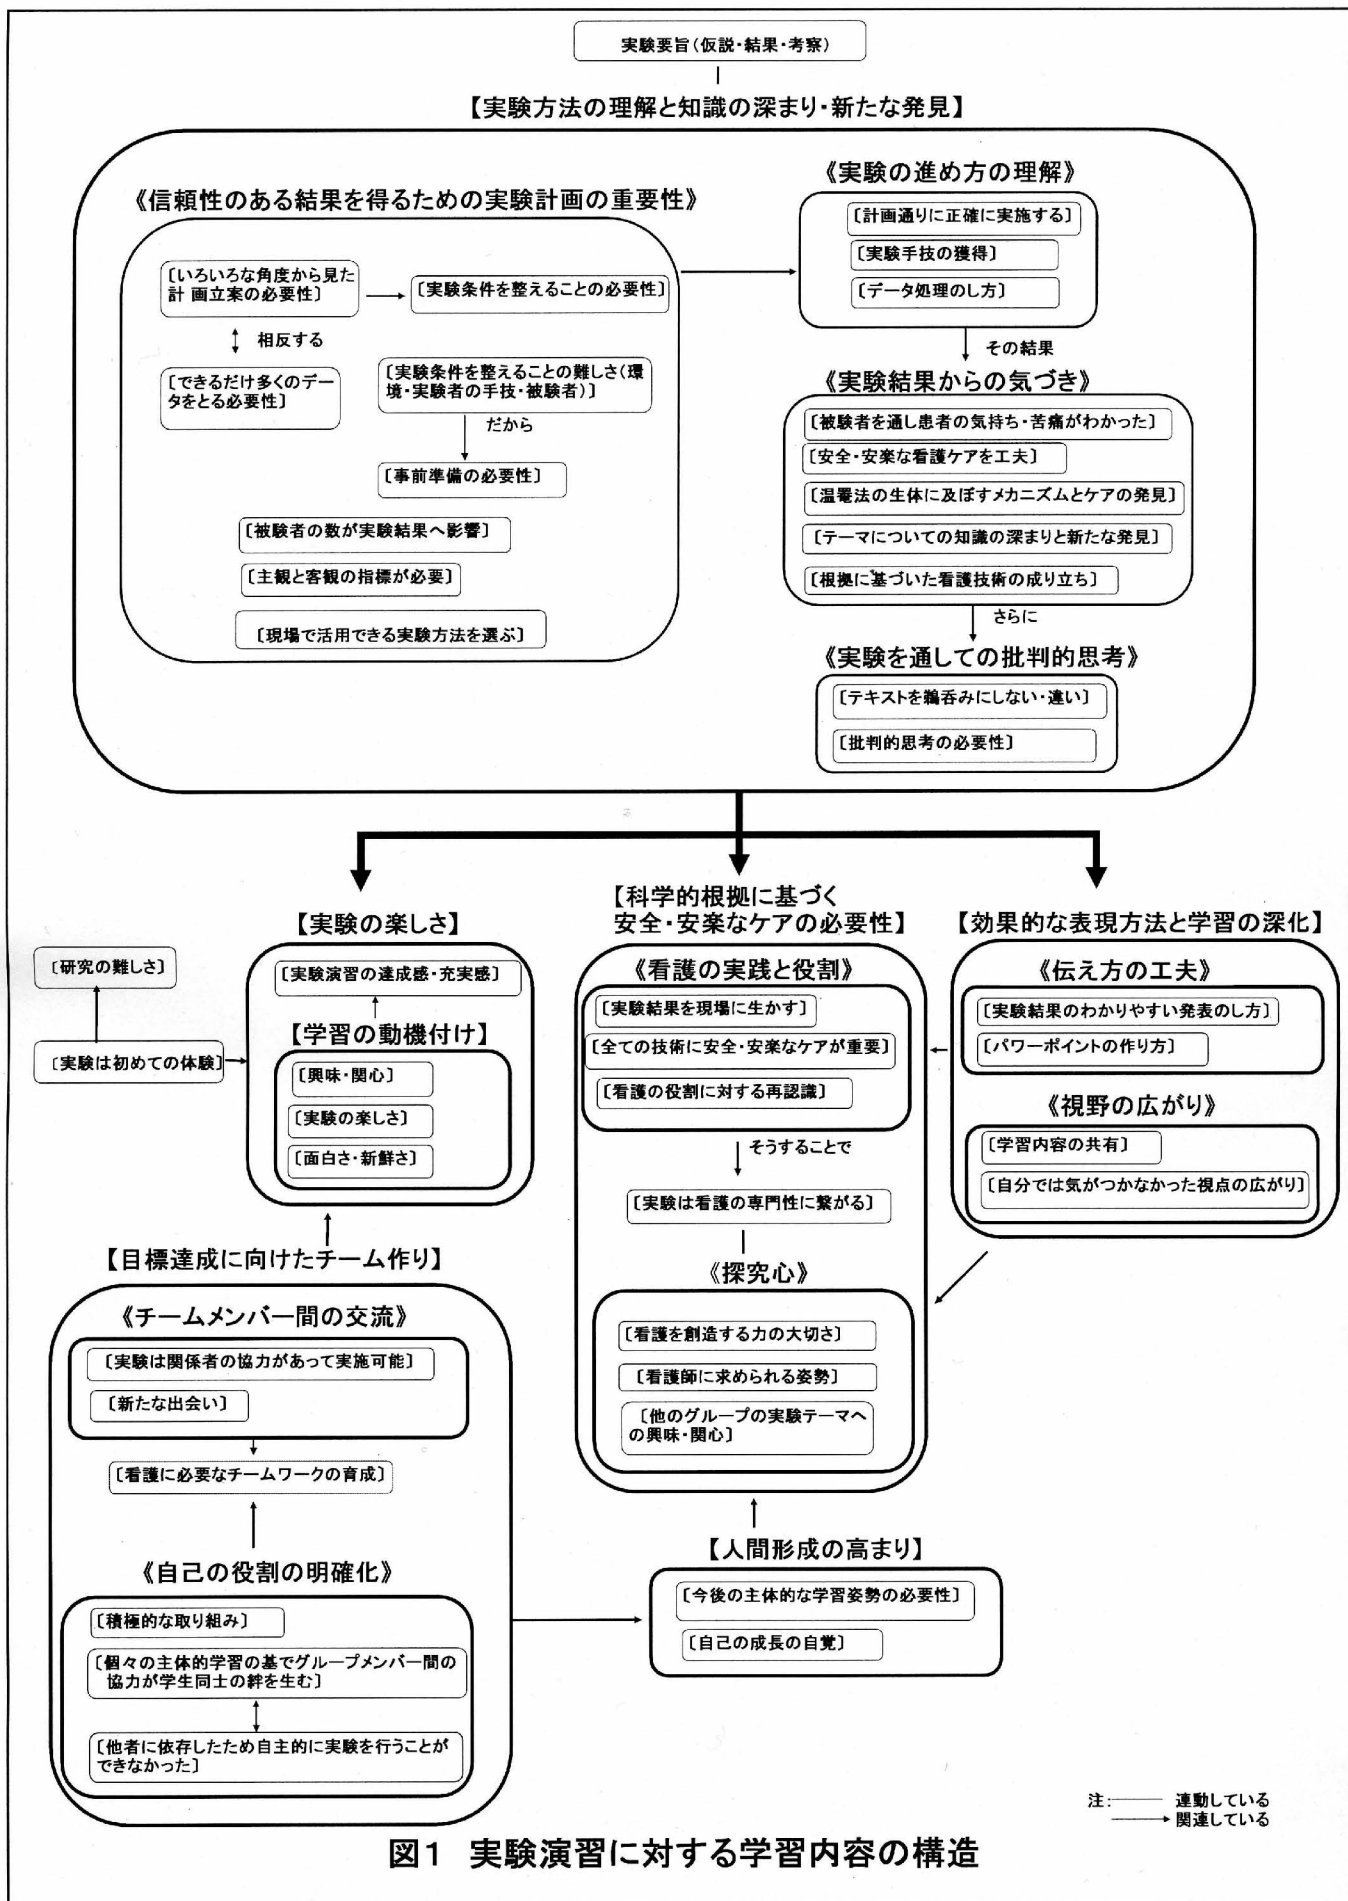 実験要旨(仮説・結果・考察)
【実験方法の理解と知識の深まり・新たな発見】
《信頼性のある結果を得るための実験計画の重要性》
〔いろいろな角度から見た
計 画立案の必要性〕
〔実験条件を整えることの必要性〕
相反する
〔できるだけ多くのデー
タをとる必要性〕
〔実験条件を整えることの難しさ(環
境・実験者の手技・被験者)〕
だから
〔事前準備の必要性〕
〔被験者の数が実験結果へ影響〕
〔主観と客観の指標が必要〕
〔現場で活用できる実験方法を選ぶ〕
《実験の進め方の理解》
〔計画通りに正確に実施する〕
〔実験手技の獲得〕
〔データ処理のし方〕
その結果
《実験結果からの気づき》
〔被験者を通し患者の気持ち・苦痛がわかった〕
〔安全・安楽な看護ケアを工夫〕
〔温罨法の生体に及ぼすメカニズムとケアの発見〕
〔テーマについての知識の深まりと新たな発見〕
〔根拠に基づいた看護技術の成り立ち〕
さらに
《実験を通しての批判的思考》
〔テキストを鵜呑みにしない・違い〕
〔批判的思考の必要性〕
〔研究の難しさ〕
〔実験は初めての体験〕
【実験の楽しさ】
〔実験演習の達成感・充実感〕
【学習の動機付け】
〔興味・関心〕
〔実験の楽しさ〕
〔面白さ・新鮮さ〕
【科学的根拠に基づく
安全・安楽なケアの必要性】
《看護の実践と役割》
〔実験結果を現場に生かす〕
〔全ての技術に安全・安楽なケアが重要〕
〔看護の役割に対する再認識〕
そうすることで
〔実験は看護の専門性に繋がる〕
《探究心》
〔看護を創造する力の大切さ〕
〔看護師に求められる姿勢〕
〔他のグループの実験テーマへ
の興味・関心〕
【効果的な表現方法と学習の深化】
《伝え方の工夫》
〔実験結果のわかりやすい発表のし方〕
〔パワーポイントの作り方〕
《視野の広がり》
〔学習内容の共有〕
〔自分では気がつかなかった視点の広がり〕
【目標達成に向けたチーム作り】
《チームメンバー間の交流》
〔実験は関係者の協力があって実施可能〕
〔新たな出会い〕
〔看護に必要なチームワークの育成〕
《自己の役割の明確化》
〔積極的な取り組み〕
〔個々の主体的学習の基でグループメンバー間の
協力が学生同士の絆を生む〕
〔他者に依存したため自主的に実験を行うことが
できなかった〕
【人間形成の高まり】
〔今後の主体的な学習姿勢の必要性〕
〔自己の成長の自覚〕
注: 連動している
関連している
図1 実験演習に対する学習内容の構造